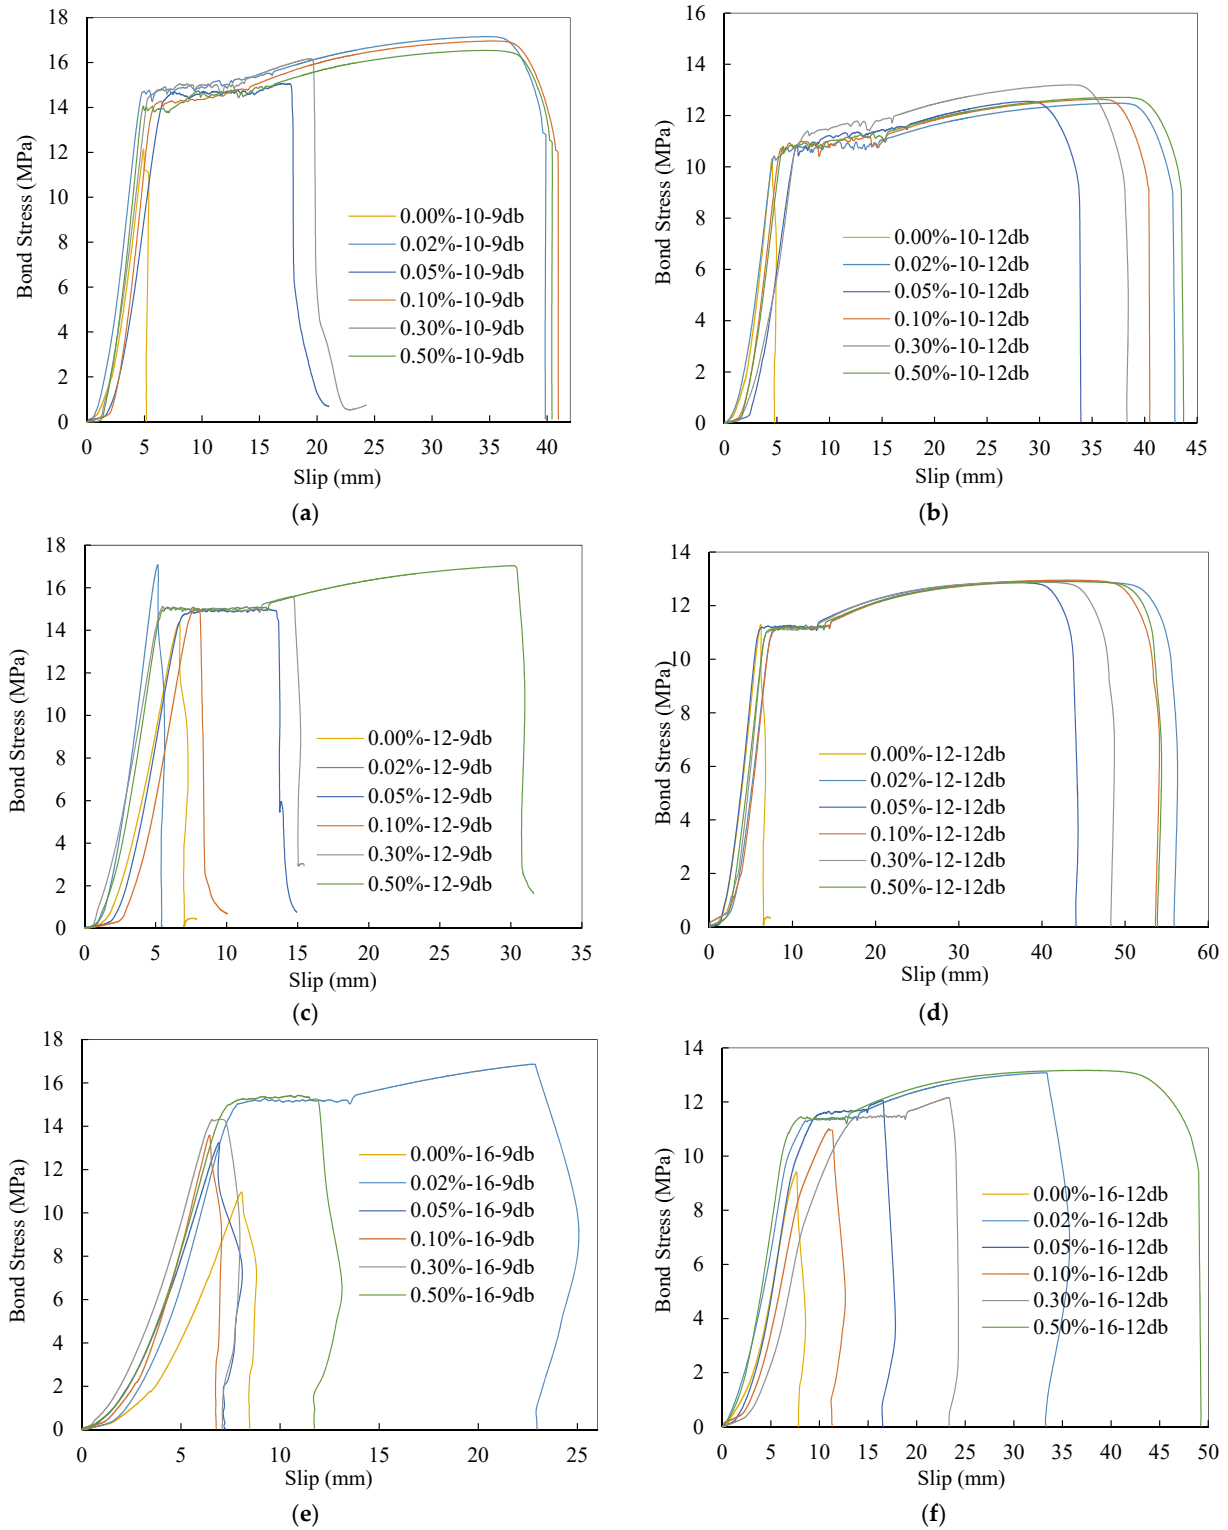 18
16
14
12
10
8
6
4
2
0
Bond Stress (MPa)
0.00%-10-9db
0.02%-10-9db
0.05%-10-9db
0.10%-10-9db
0.30%-10-9db
0.50%-10-9db
0 5 10 15 20 25 30 35 40
Slip (mm)
(a)
16
14
12
10
8
6
4
2
0
Bond Stress (MPa)
0.00%-10-12db
0.02%-10-12db
0.05%-10-12db
0.10%-10-12db
0.30%-10-12db
0.50%-10-12db
0 5 10 15 20 25 30 35 40 45
Slip (mm)
(b)
18
16
14
12
10
8
6
4
2
0
Bond Stress (MPa)
0.00%-12-9db
0.02%-12-9db
0.05%-12-9db
0.10%-12-9db
0.30%-12-9db
0.50%-12-9db
0 5 10 15 20 25 30 35
Slip (mm)
(c)
14
12
10
8
6
4
2
0
Bond Stress (MPa)
0.00%-12-12db
0.02%-12-12db
0.05%-12-12db
0.10%-12-12db
0.30%-12-12db
0.50%-12-12db
0 10 20 30 40 50 60
Slip (mm)
(d)
18
16
14
12
10
8
6
4
2
0
Bond Stress (MPa)
0.00%-16-9db
0.02%-16-9db
0.05%-16-9db
0.10%-16-9db
0.30%-16-9db
0.50%-16-9db
0 5 10 15 20 25
Slip (mm)
(e)
14
12
10
8
6
4
2
0
Bond Stress (MPa)
0.00%-16-12db
0.02%-16-12db
0.05%-16-12db
0.10%-16-12db
0.30%-16-12db
0.50%-16-12db
0 5 10 15 20 25 30 35 40 45 50
Slip (mm)
(f)